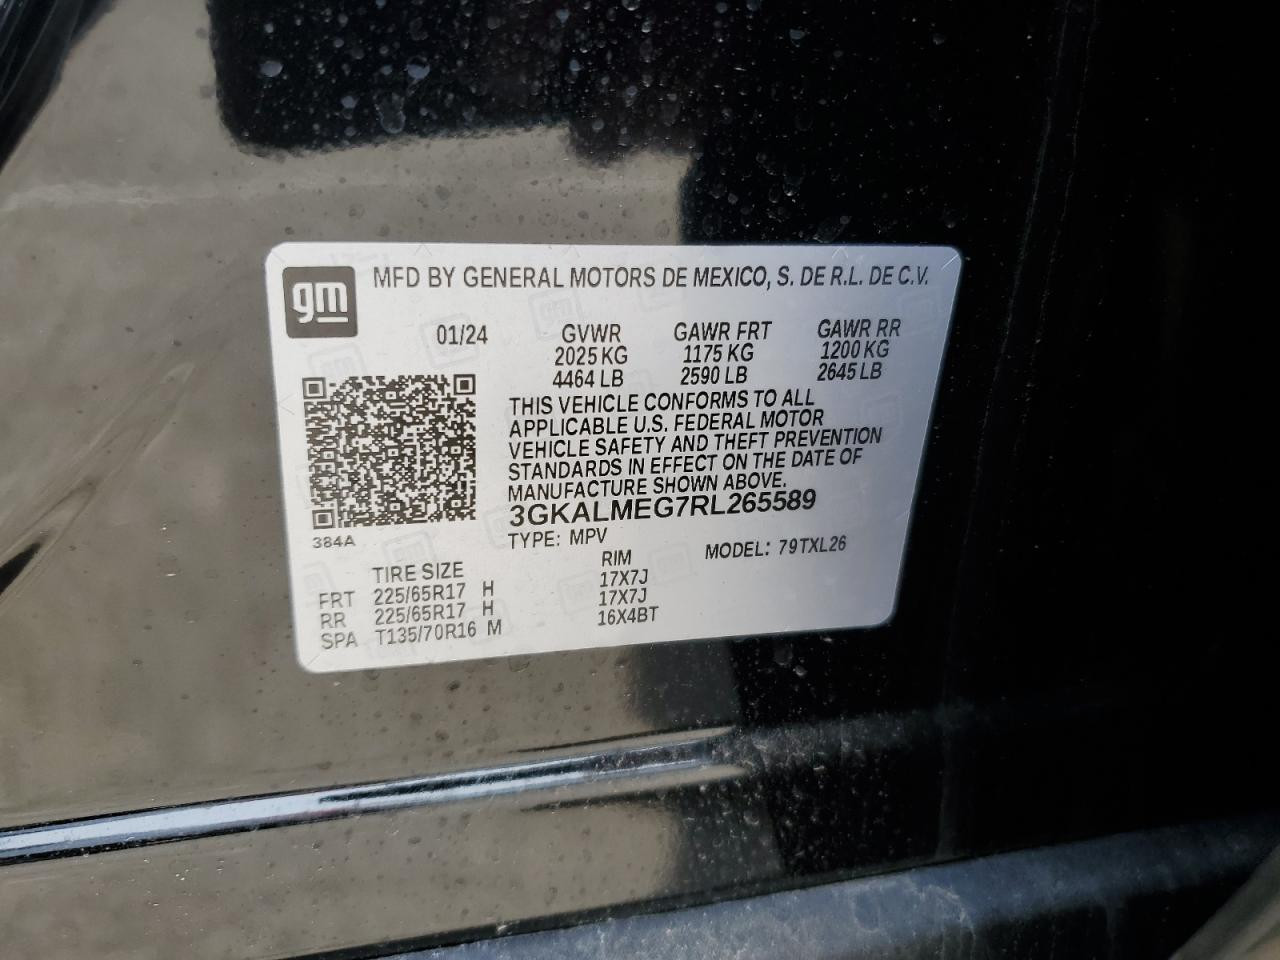 gm
MFD BY GENERAL MOTORS DE MEXICO, S. DE R.L. DE C.V.
01/24 GVWR GAWR FRT GAWR RR
2025 KG 1175 KG 1200 KG
4464 LB 2590 LB 2645 LB
THIS VEHICLE CONFORMS TO ALL
APPLICABLE U.S. FEDERAL MOTOR
VEHICLE SAFETY AND THEFT PREVENTION
STANDARDS IN EFFECT ON THE DATE OF
MANUFACTURE SHOWN ABOVE.
3GKALMEG7RL265589
384A
TYPE: MPV MODEL: 79TXL26
TIRE SIZE RIM
FRT 225/65R17 H 17X7J
RR 225/65R17 H 17X7J
SPA T135/70R16 M 16X4BT